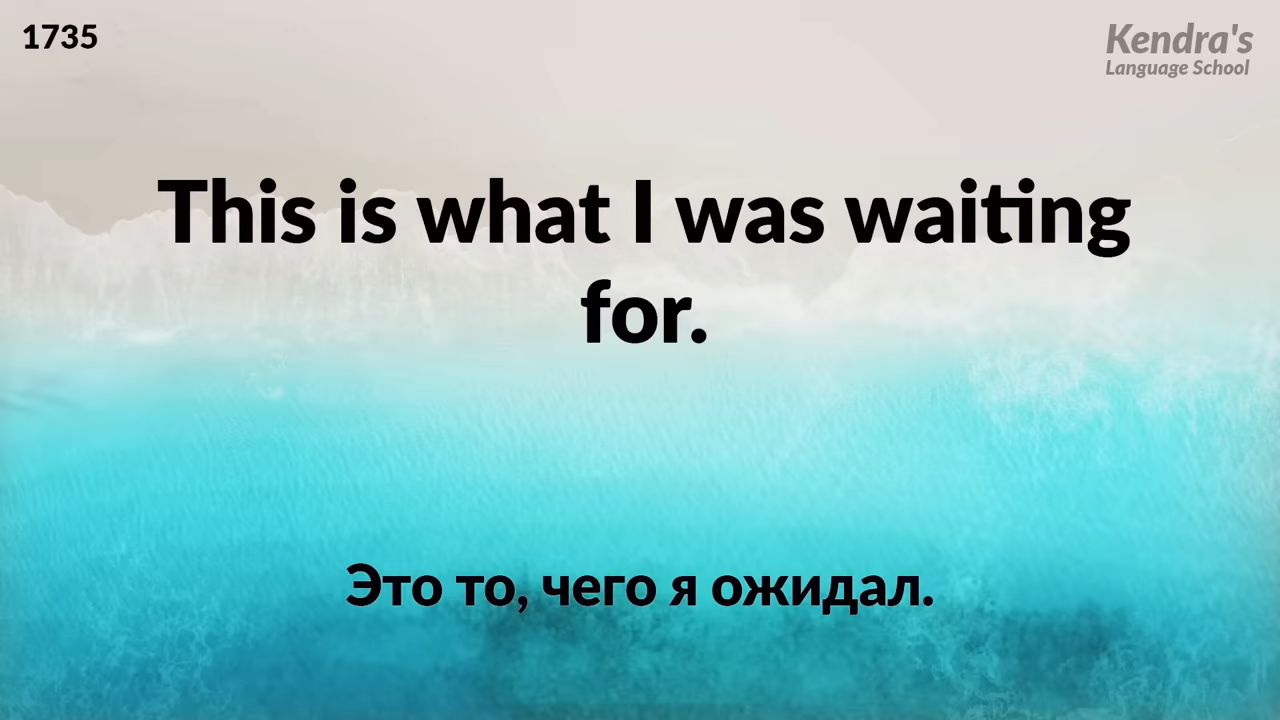 1735
Kendra's
Language School
This is what I was waiting
for.
Это то, чего я ожидал.